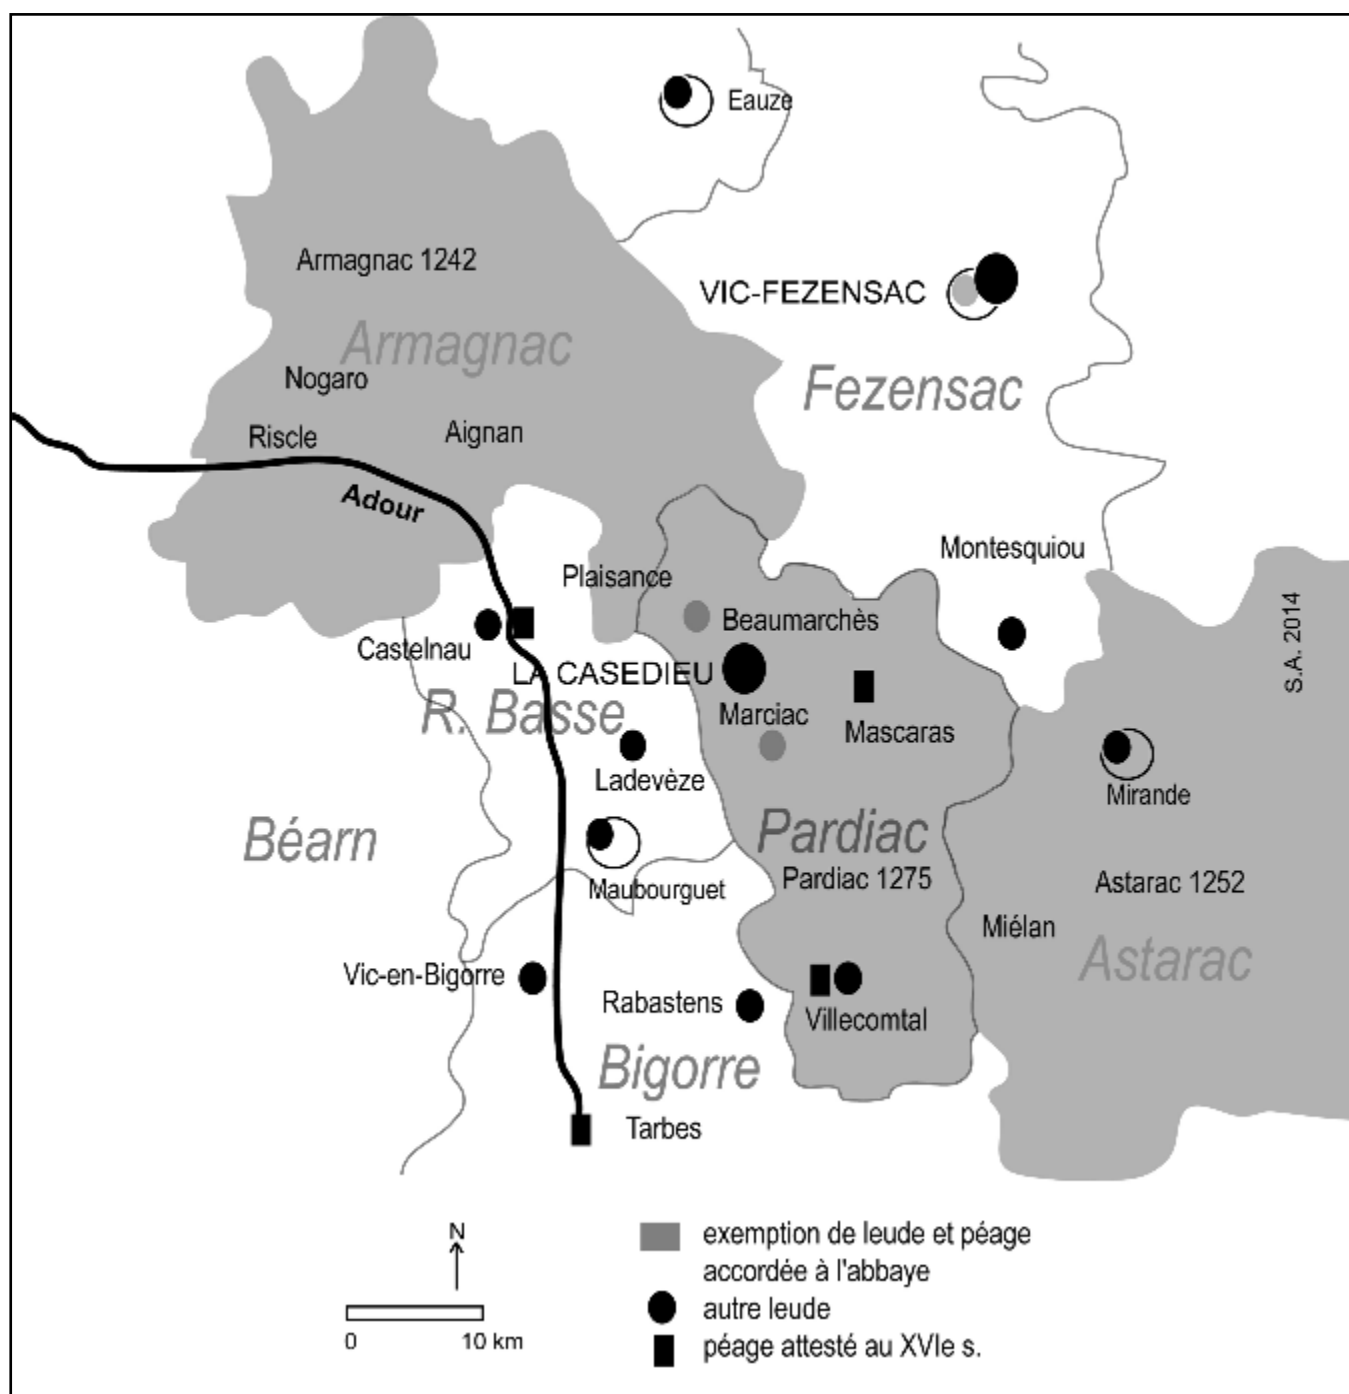 Eauze
Armagnac 1242
VIC-FEZENSAC
Armagnac
Nogaro
Fezensac
Riscle
Aignan
Adour
Montesquiou
Plaisance
Beaumarchès
Castelnau
LA CASEDIEU
S.A. 2014
R. Basse
Marciac
Mascaras
Ladevèze
Mirande
Béarn
Pardiac
Maubourguet
Pardiac 1275
Astarac 1252
Miélan
Astarac
Vic-en-Bigorre
Rabastens
Villecomtal
Bigorre
Tarbes
N
0 10 km
exemption de leude et péage
accordée à l'abbaye
autre leude
péage attesté au XVIe s.